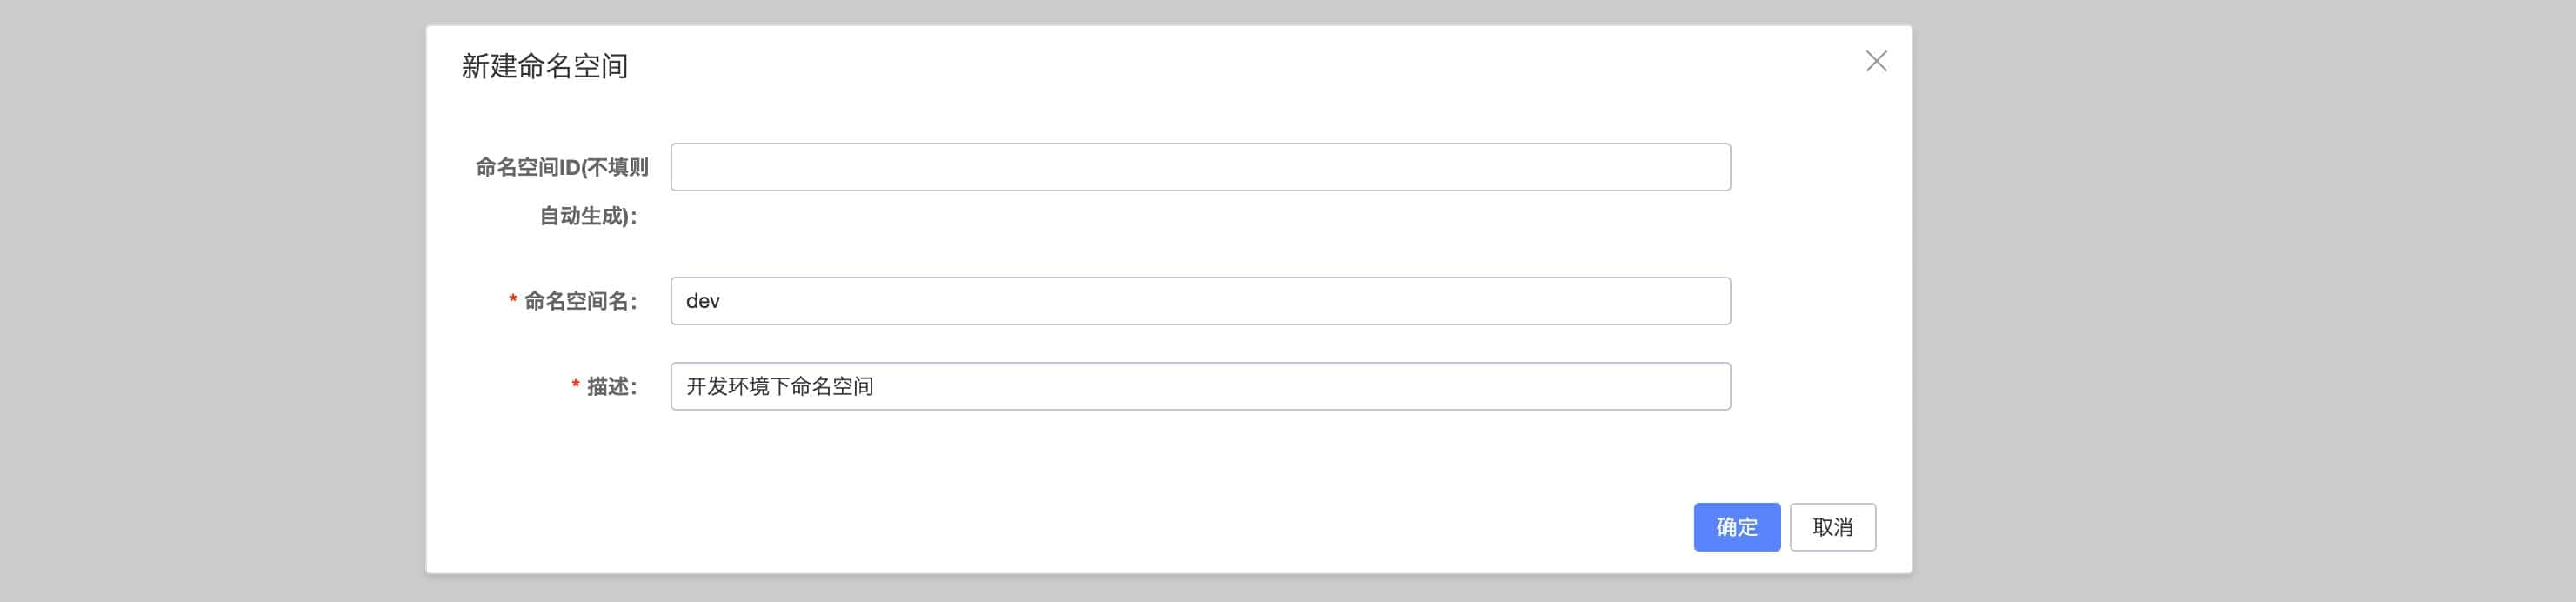 新建命名空间
命名空间ID(不填则
自动生成)：
* 命名空间名：
dev
* 描述：
开发环境下命名空间
确定
取消